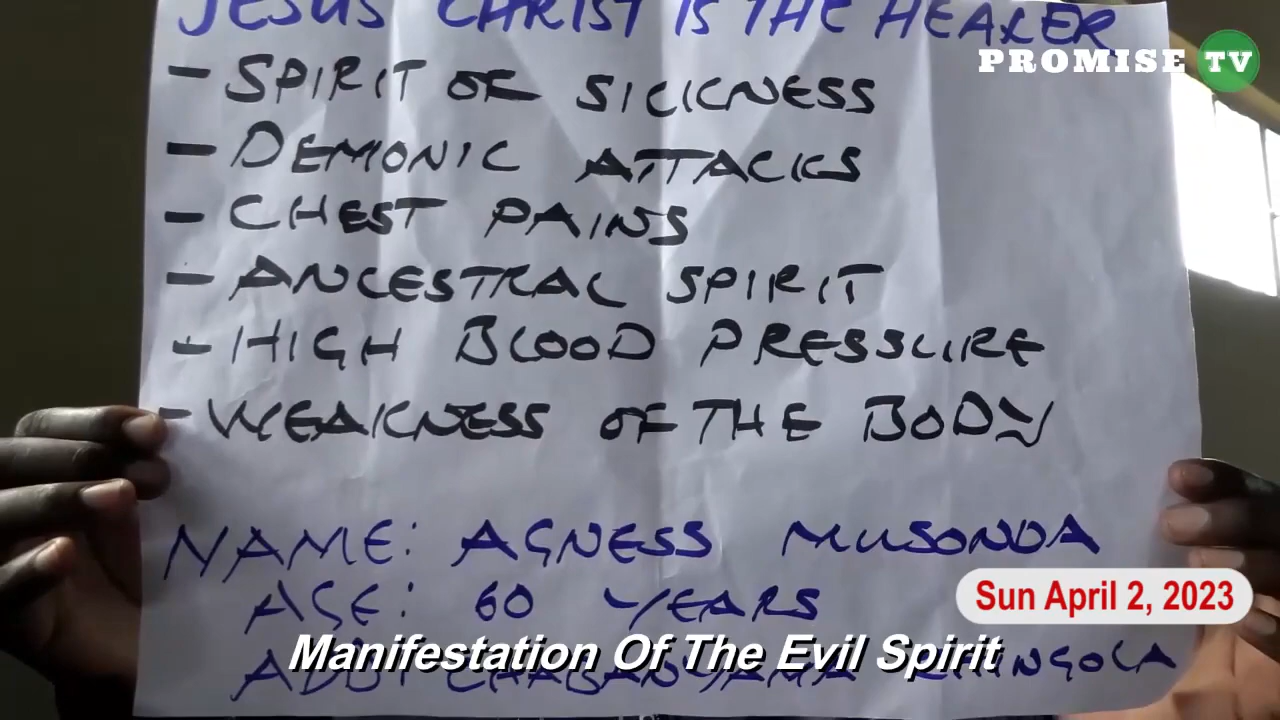 JESUS CHRIST IS THE HEALER
PROMISE TV
- SPIRIT OF SICKNESS
- DEMONIC ATTACKS
- CHEST PAINS
- ANCESTRAL SPIRIT
- HIGH BLOOD PRESSURE
- WEAKNESS OF THE BODY
NAME: AGNESS MUSONDA
AGE: 60 YEARS
Sun April 2, 2023
Manifestation Of The Evil Spirit